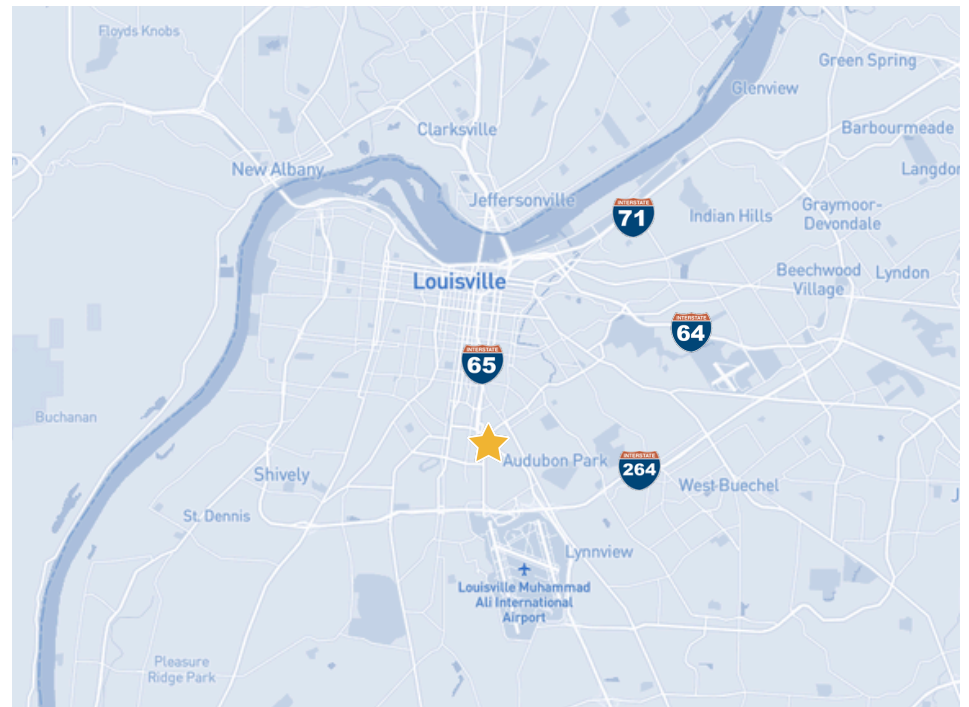 Floyds Knobs
Green Spring
Glenview
Clarksville
Barbourmeade
New Albany
Langdon
Jeffersonville
Graymoor-
Devondale
INTERSTATE
71
Indian Hills
Beechwood
Village
Lyndon
Louisville
INTERSTATE
64
INTERSTATE
65
Buchanan
Audubon Park
INTERSTATE
264
Shively
West Buechel
St. Dennis
J
Lynnview
Louisville Muhammad
Ali International
Airport
Pleasure
Ridge Park